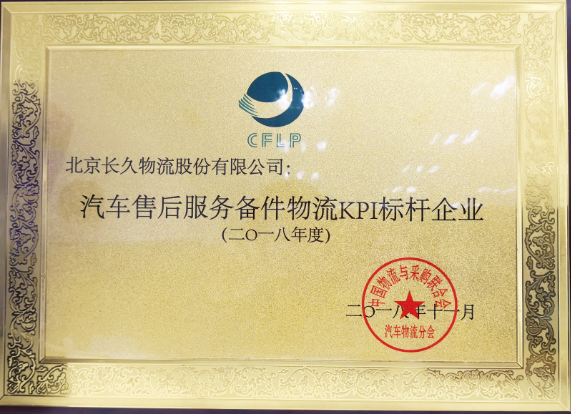 CFLP
北京长久物流股份有限公司：
汽车售后服务备件物流KPI标杆企业
(二〇一八年度)
中国物流与采购联合会
二〇一八年十一月
汽车物流分会